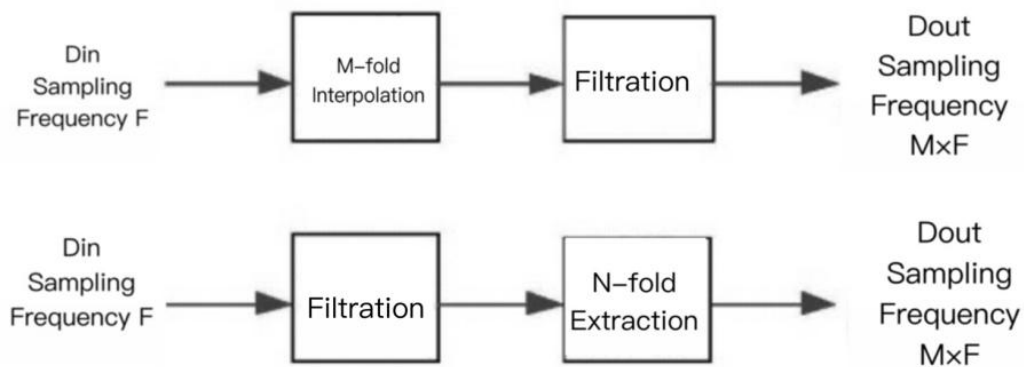 Din
Sampling
Frequency F
M-fold
Interpolation
Filtration
Dout
Sampling
Frequency
M×F
Din
Sampling
Frequency F
Filtration
N-fold
Extraction
Dout
Sampling
Frequency
M×F